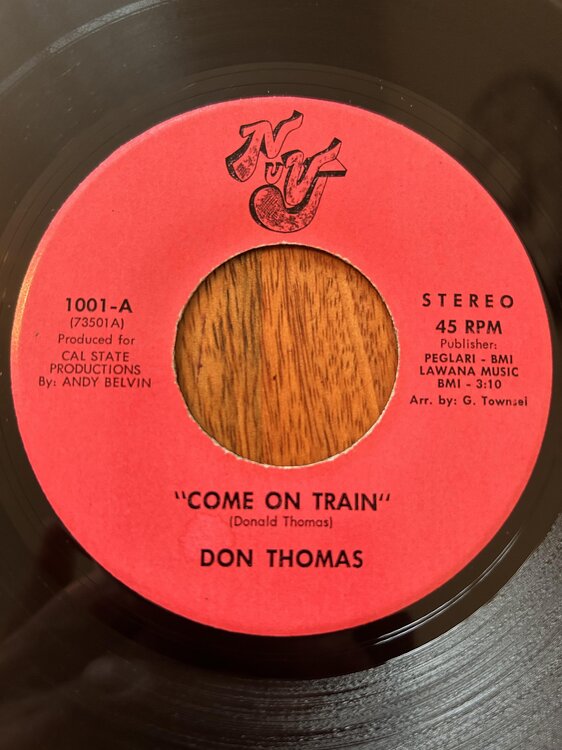 NUVJ
1001-A
(73501A)
Produced for
CAL STATE
PRODUCTIONS
By: ANDY BELVIN
STEREO
45 RPM
Publisher:
PEGLARI - BMI
LAWANA MUSIC
BMI - 3:10
Arr. by: G. Townsel
"COME ON TRAIN"
(Donald Thomas)
DON THOMAS